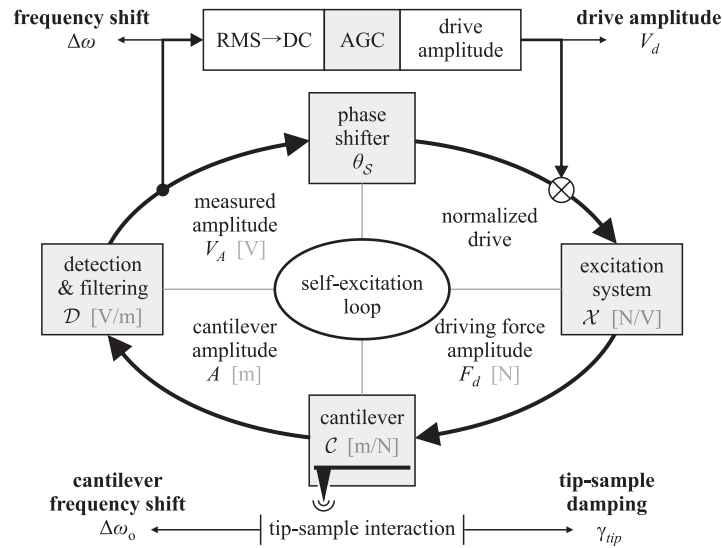 frequency shift
Δω
RMS→DC
AGC
drive
amplitude
drive amplitude
V_d
phase
shifter
θ_S
measured
amplitude
V_A [V]
normalized
drive
detection
& filtering
𝒟 [V/m]
self-excitation
loop
excitation
system
𝒳 [N/V]
cantilever
amplitude
A [m]
driving force
amplitude
F_d [N]
cantilever
𝒞 [m/N]
cantilever
frequency shift
Δω_o
tip-sample interaction
tip-sample
damping
γ_tip